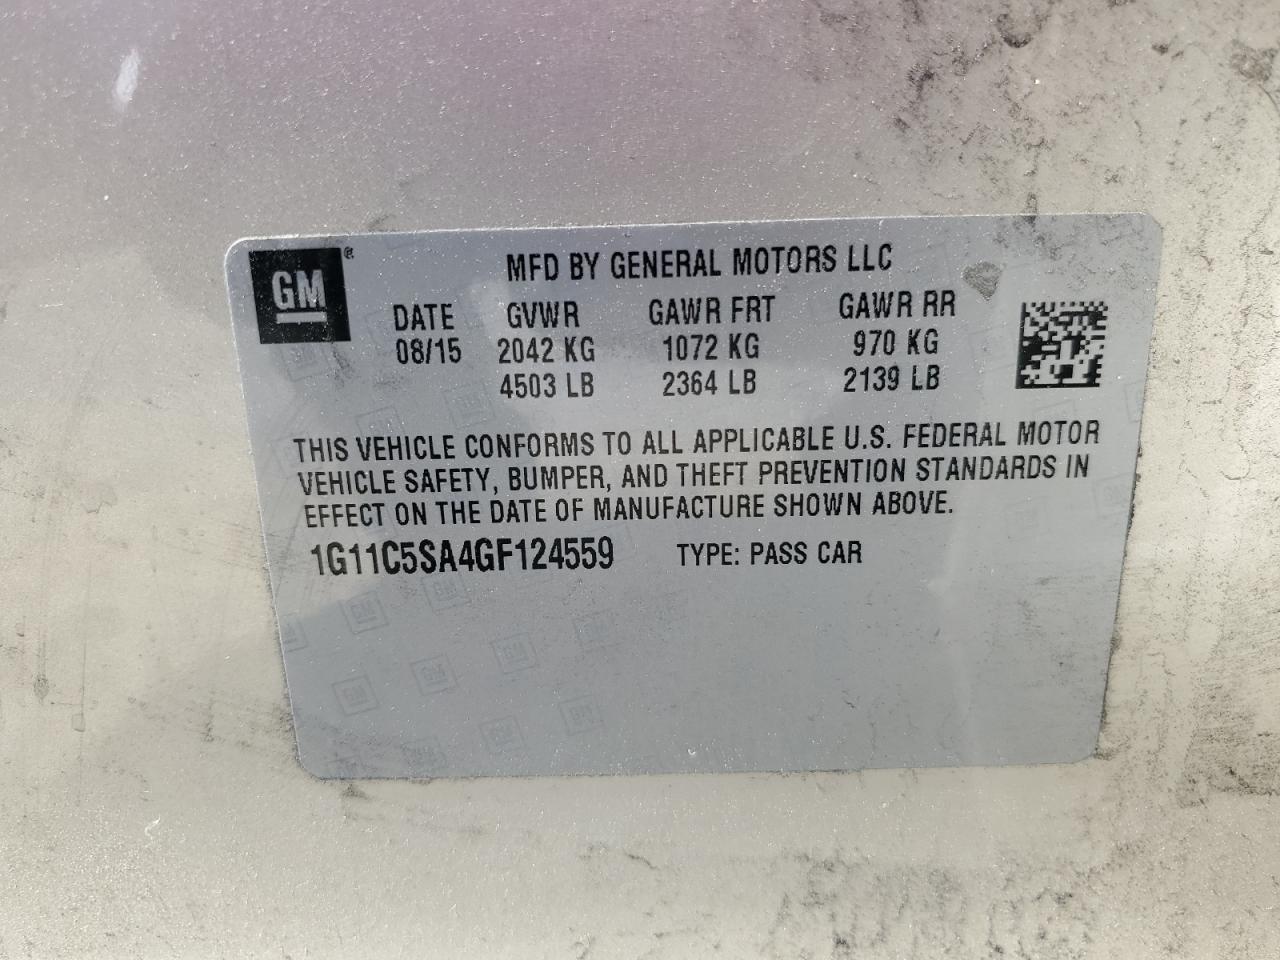 GM®
MFD BY GENERAL MOTORS LLC
DATE GVWR GAWR FRT GAWR RR
08/15 2042 KG 1072 KG 970 KG
4503 LB 2364 LB 2139 LB
THIS VEHICLE CONFORMS TO ALL APPLICABLE U.S. FEDERAL MOTOR
VEHICLE SAFETY, BUMPER, AND THEFT PREVENTION STANDARDS IN
EFFECT ON THE DATE OF MANUFACTURE SHOWN ABOVE.
1G11C5SA4GF124559 TYPE: PASS CAR